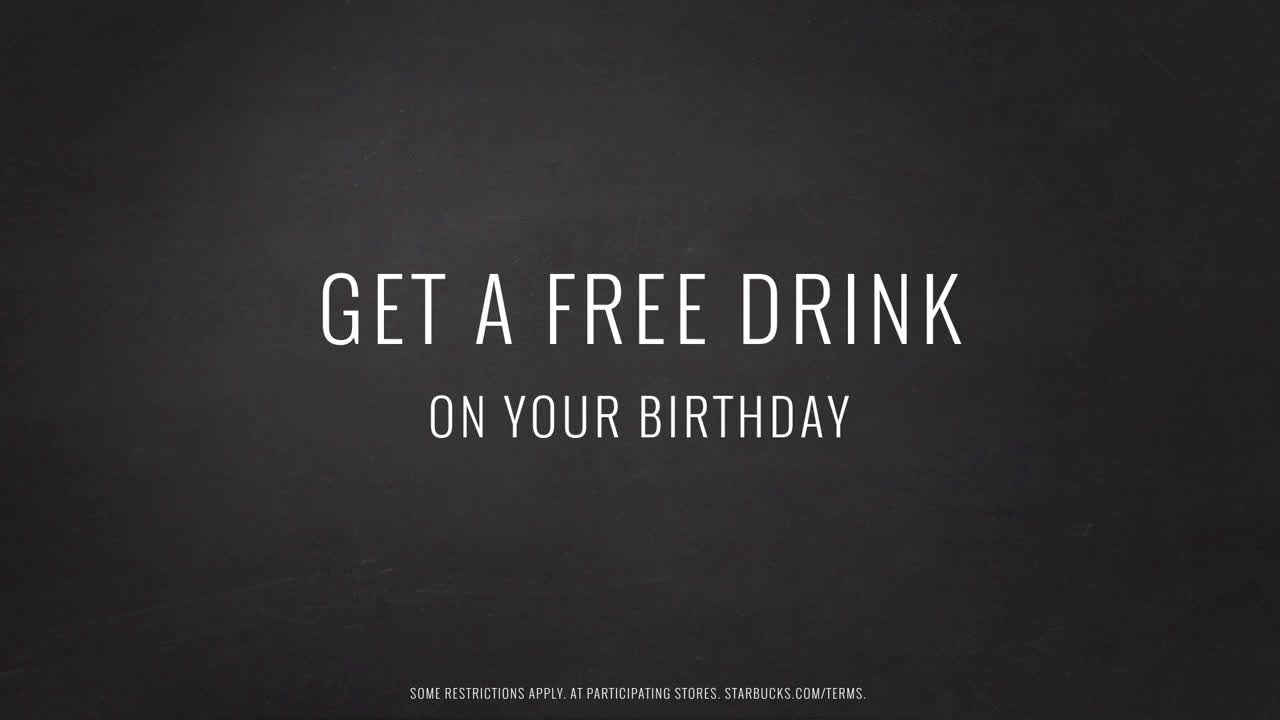 GET A FREE DRINK
ON YOUR BIRTHDAY
SOME RESTRICTIONS APPLY. AT PARTICIPATING STORES. STARBUCKS.COM/TERMS.